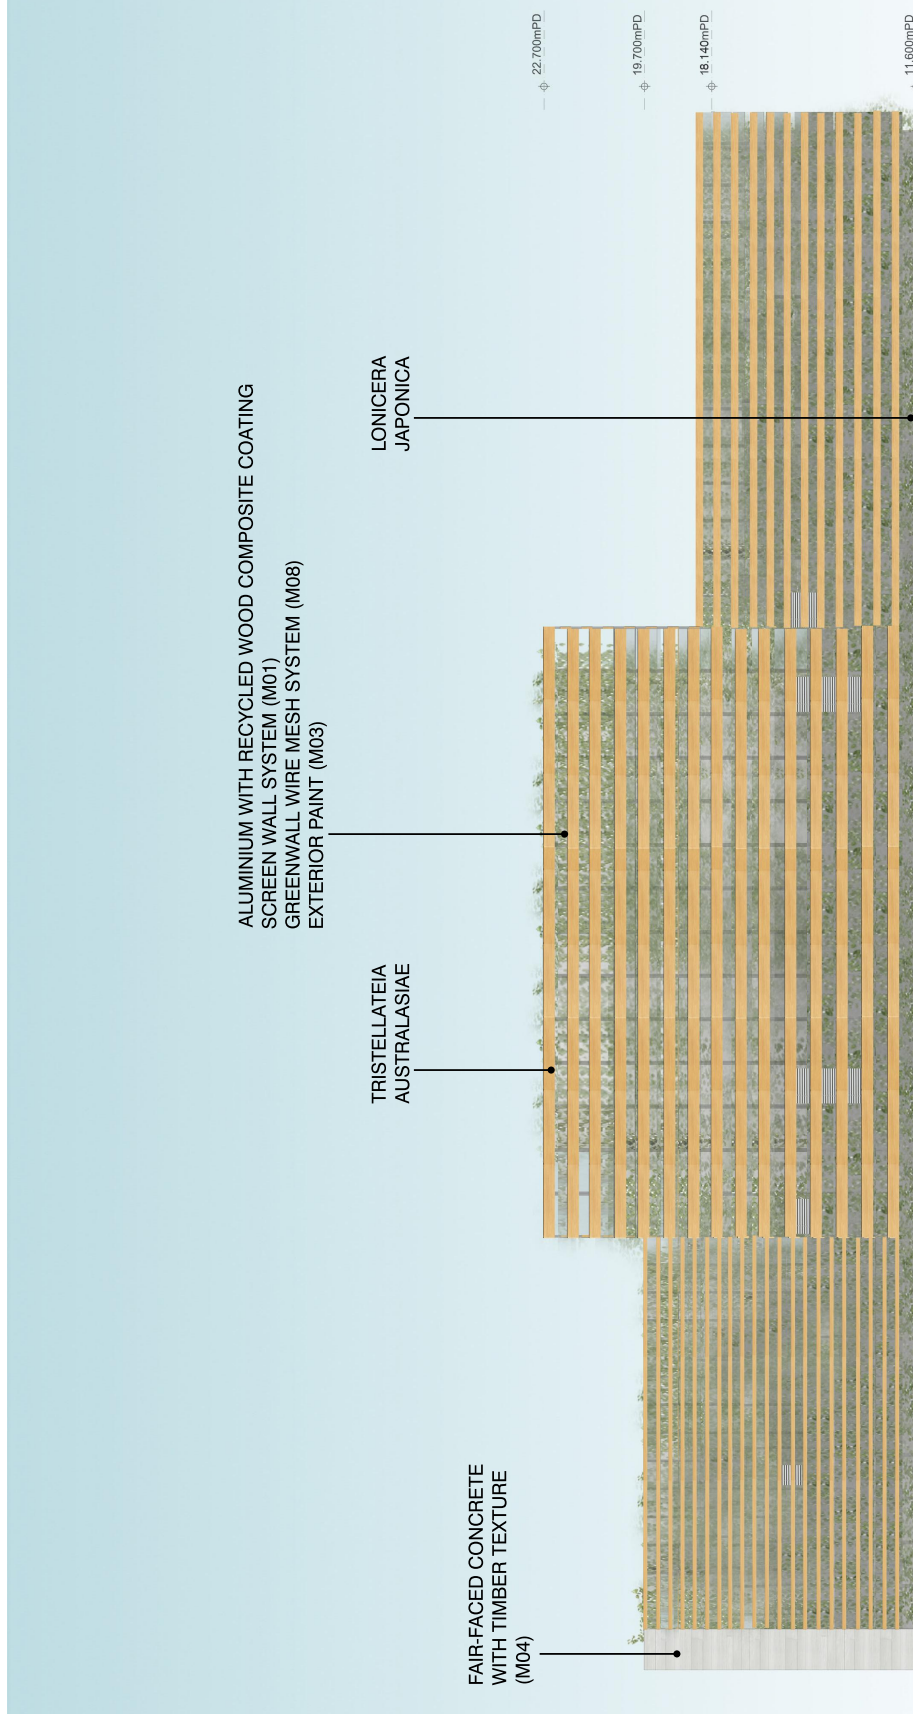 FAIR-FACED CONCRETE
WITH TIMBER TEXTURE
(M04)
TRISTELLATEIA
AUSTRALASIAE
ALUMINIUM WITH RECYCLED WOOD COMPOSITE COATING
SCREEN WALL SYSTEM (M01)
GREENWALL WIRE MESH SYSTEM (M08)
EXTERIOR PAINT (M03)
LONICERA
JAPONICA
22.700mPD
19.700mPD
18.140mPD
11.600mPD